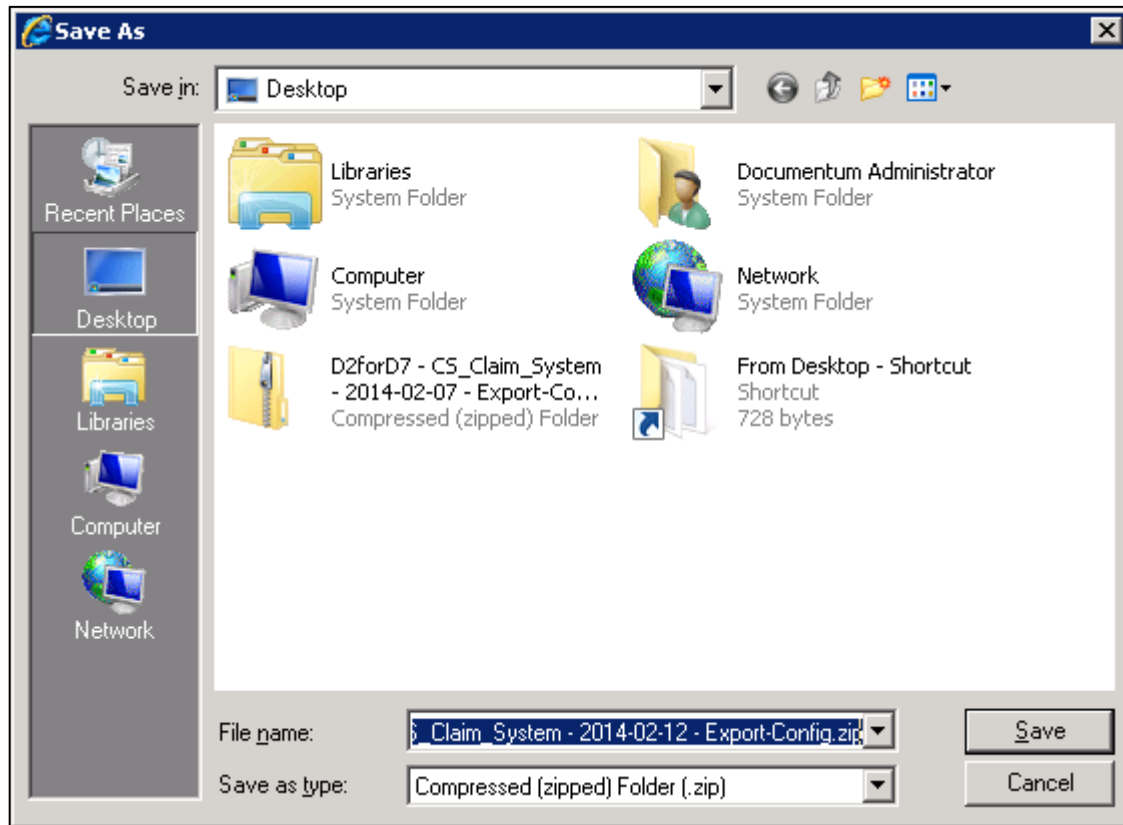 Save As
Save in:
Desktop
Recent Places
Desktop
Libraries
Computer
Network
Libraries
System Folder
Documentum Administrator
System Folder
Computer
System Folder
Network
System Folder
D2forD7 - CS_Claim_System
- 2014-02-07 - Export-Co...
Compressed (zipped) Folder
From Desktop - Shortcut
Shortcut
728 bytes
File name:
S_Claim_System - 2014-02-12 - Export-Config.zip
Save
Save as type:
Compressed (zipped) Folder (.zip)
Cancel